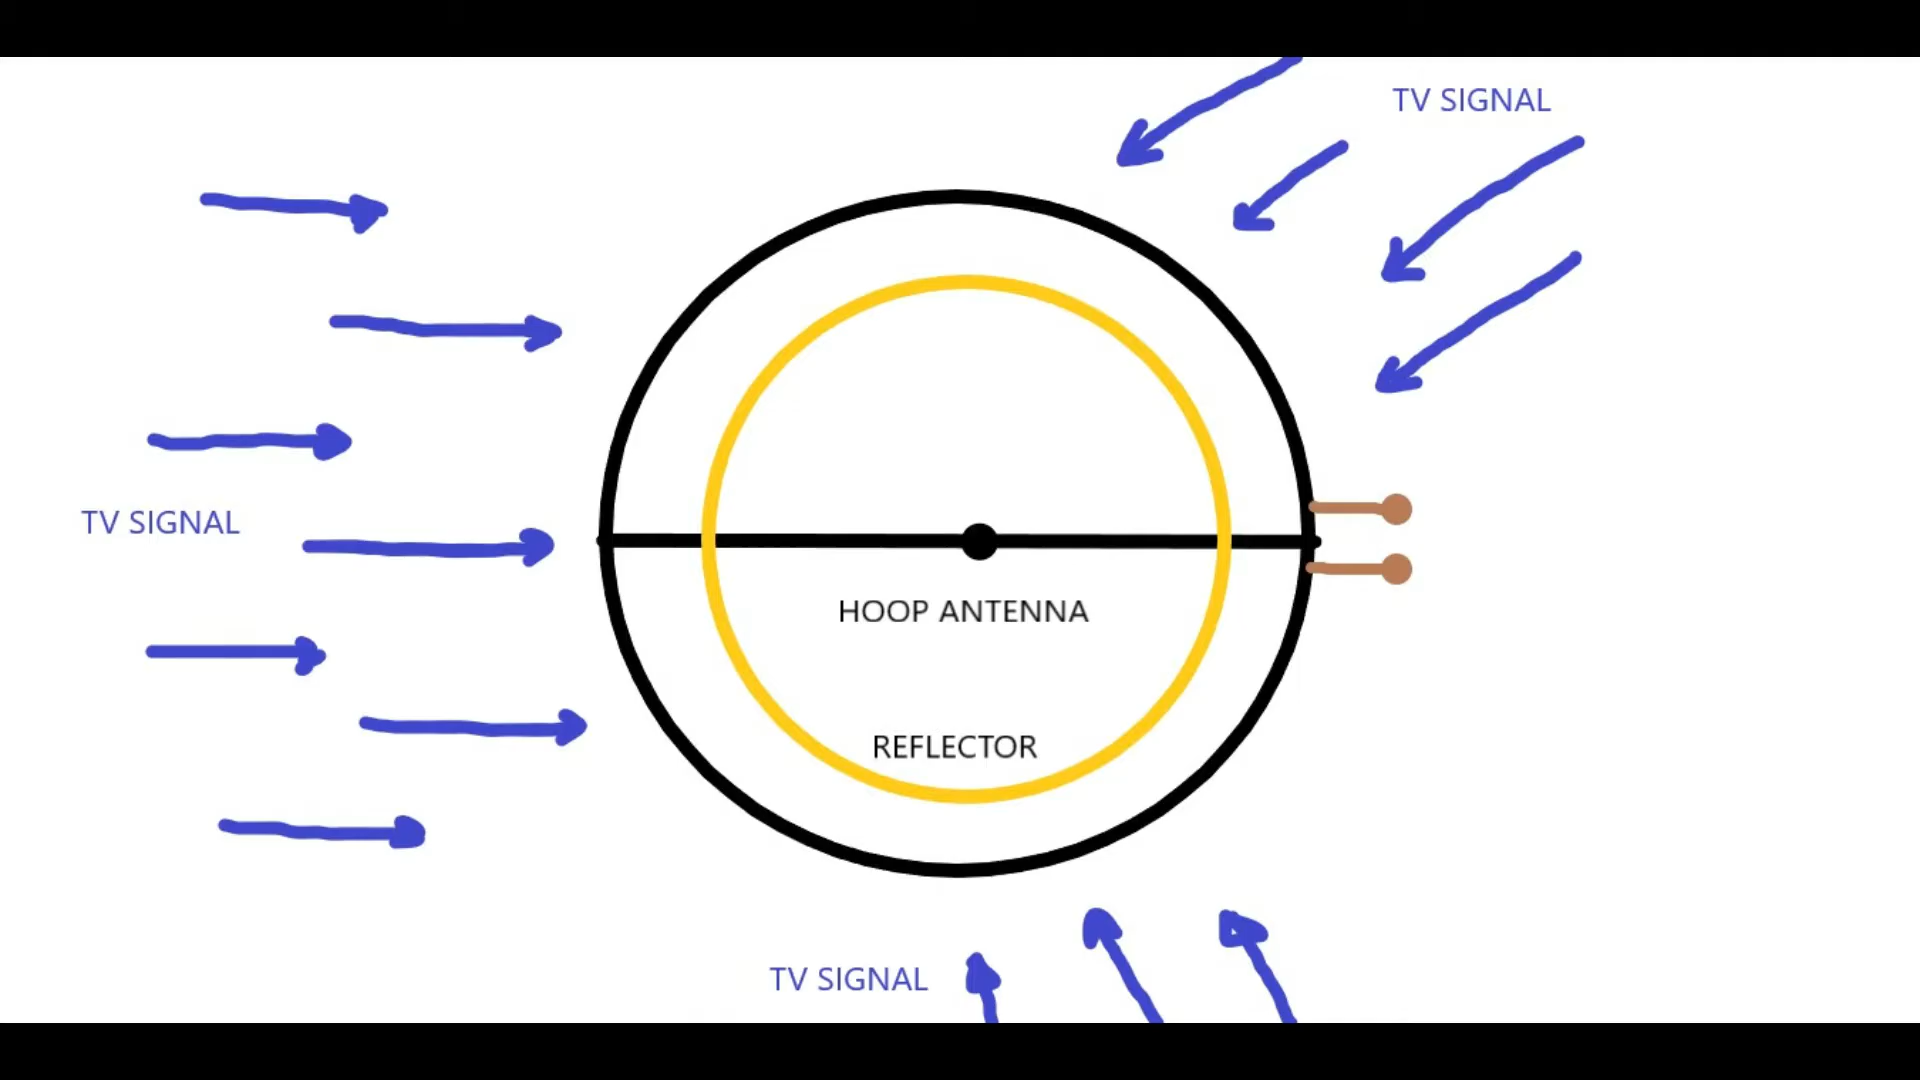 TV SIGNAL
TV SIGNAL
HOOP ANTENNA
REFLECTOR
TV SIGNAL